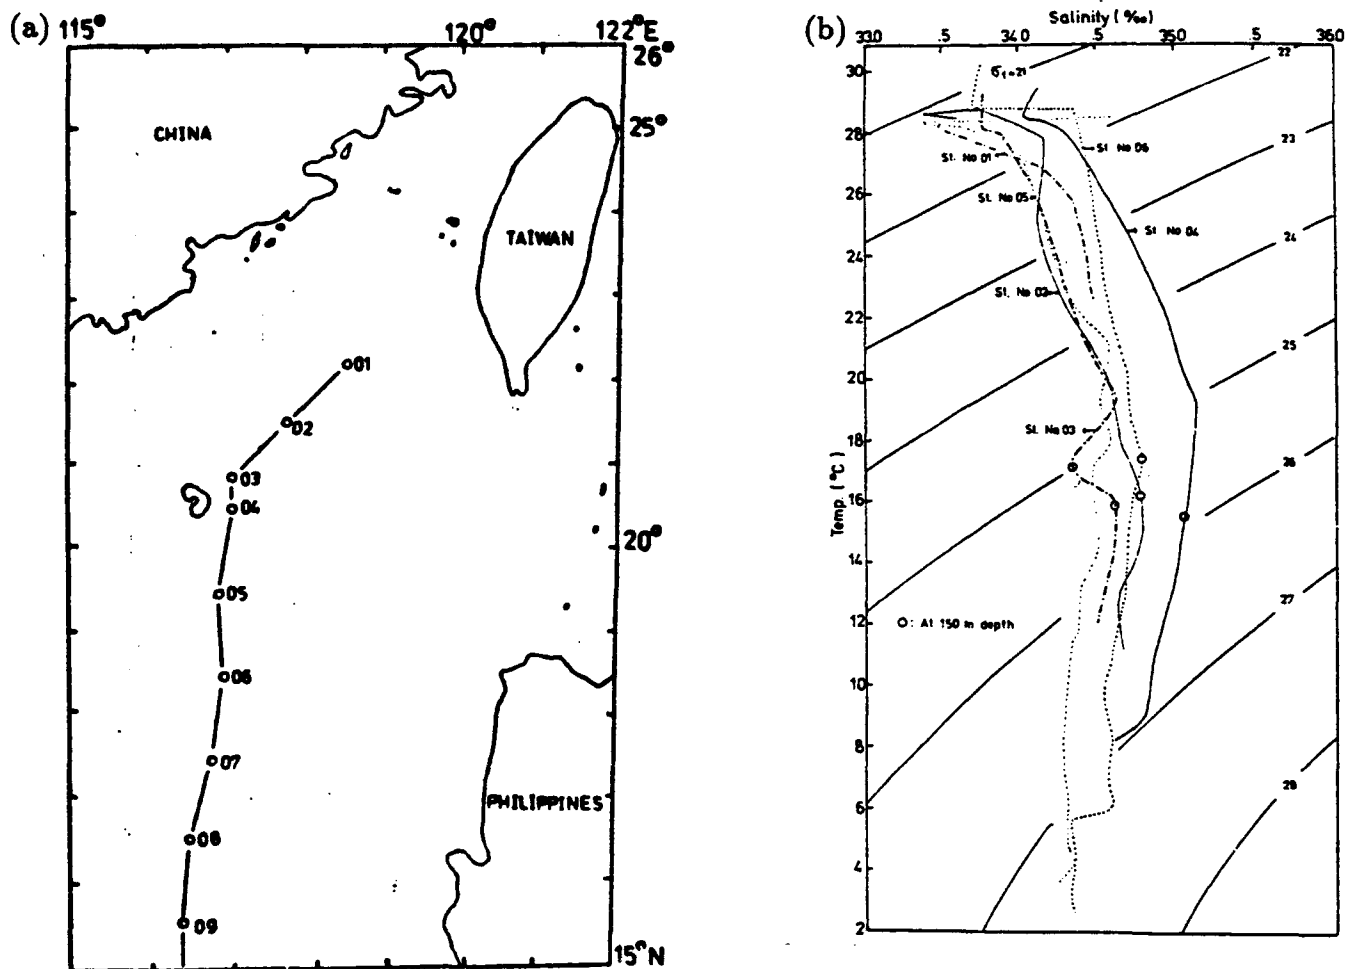 (a)
115° 120° 122°E
26°
CHINA
25°
TAIWAN
01
02
03
04
20°
05
06
07
PHILIPPINES
08
09
15°N
(b)
Salinity ( ‰ )
33.0 .5 34.0 .5 35.0 .5 36.0
σt=21
22
30
28
St. No 06
23
St. No 01
26
St. No 05
St. No 04
24
24
St. No 02
22
25
20
St. No 03
18
26
16
Temp. ( °C )
14
27
12
O: At 150 m depth
10
8
28
6
4
2